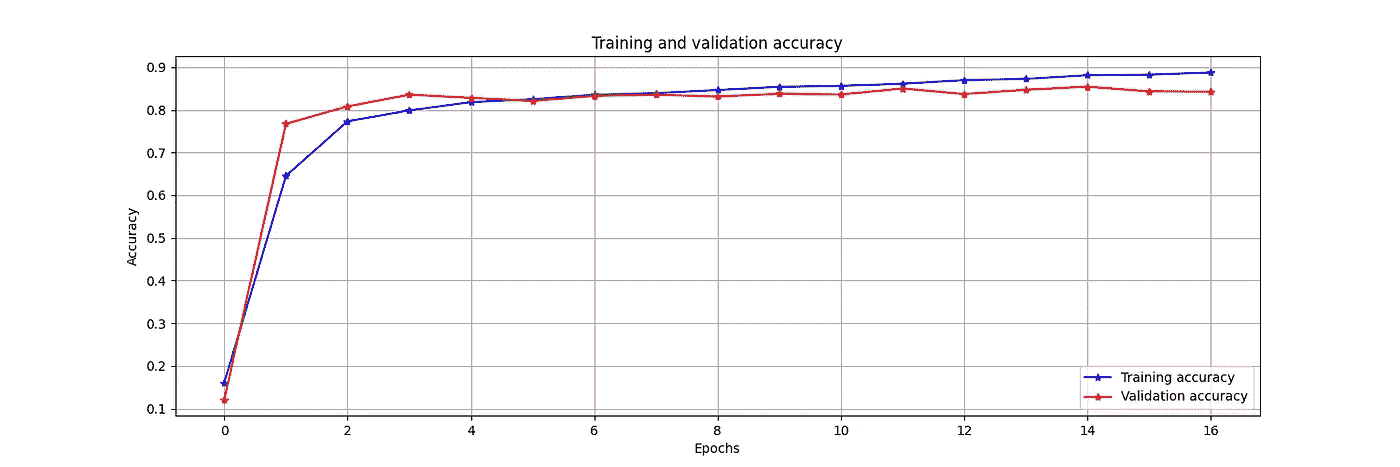 Training and validation accuracy
0.9
0.8
0.7
0.6
0.5
0.4
0.3
0.2
0.1
Accuracy
0 2 4 6 8 10 12 14 16
Epochs
Training accuracy
Validation accuracy